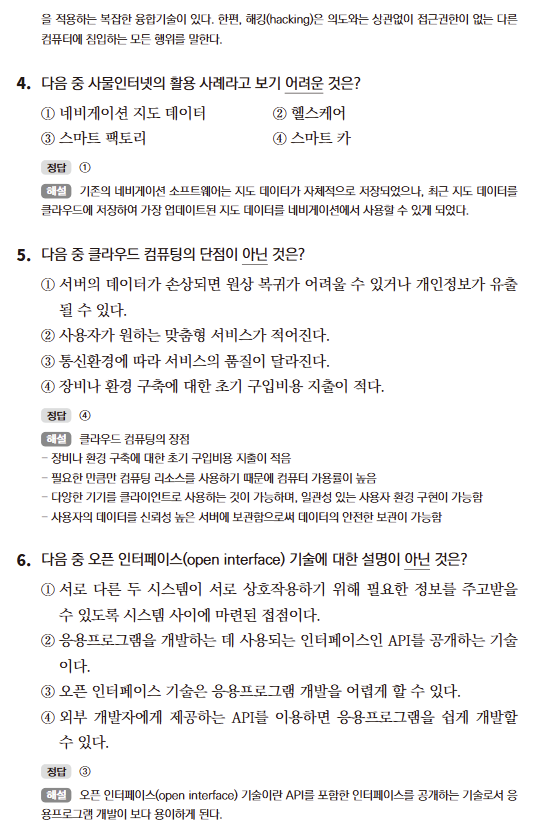 을 적용하는 복잡한 융합기술이 있다. 한편, 해킹(hacking)은 의도와는 상관없이 접근권한이 없는 다른
컴퓨터에 침입하는 모든 행위를 말한다.
4. 다음 중 사물인터넷의 활용 사례라고 보기 어려운 것은?
① 네비게이션 지도 데이터 ② 헬스케어
③ 스마트 팩토리 ④ 스마트 카
정답 ①
해설 기존의 네비게이션 소프트웨어는 지도 데이터가 자체적으로 저장되었으나, 최근 지도 데이터를
클라우드에 저장하여 가장 업데이트된 지도 데이터를 네비게이션에서 사용할 수 있게 되었다.
5. 다음 중 클라우드 컴퓨팅의 단점이 아닌 것은?
① 서버의 데이터가 손상되면 원상 복귀가 어려울 수 있거나 개인정보가 유출
될 수 있다.
② 사용자가 원하는 맞춤형 서비스가 적어진다.
③ 통신환경에 따라 서비스의 품질이 달라진다.
④ 장비나 환경 구축에 대한 초기 구입비용 지출이 적다.
정답 ④
해설 클라우드 컴퓨팅의 장점
- 장비나 환경 구축에 대한 초기 구입비용 지출이 적음
- 필요한 만큼만 컴퓨팅 리소스를 사용하기 때문에 컴퓨터 가용률이 높음
- 다양한 기기를 클라이언트로 사용하는 것이 가능하며, 일관성 있는 사용자 환경 구현이 가능함
- 사용자의 데이터를 신뢰성 높은 서버에 보관함으로써 데이터의 안전한 보관이 가능함
6. 다음 중 오픈 인터페이스(open interface) 기술에 대한 설명이 아닌 것은?
① 서로 다른 두 시스템이 서로 상호작용하기 위해 필요한 정보를 주고받을
수 있도록 시스템 사이에 마련된 접점이다.
② 응용프로그램을 개발하는 데 사용되는 인터페이스인 API를 공개하는 기술
이다.
③ 오픈 인터페이스 기술은 응용프로그램 개발을 어렵게 할 수 있다.
④ 외부 개발자에게 제공하는 API를 이용하면 응용프로그램을 쉽게 개발할
수 있다.
정답 ③
해설 오픈 인터페이스(open interface) 기술이란 API를 포함한 인터페이스를 공개하는 기술로서 응
용프로그램 개발이 보다 용이하게 된다.